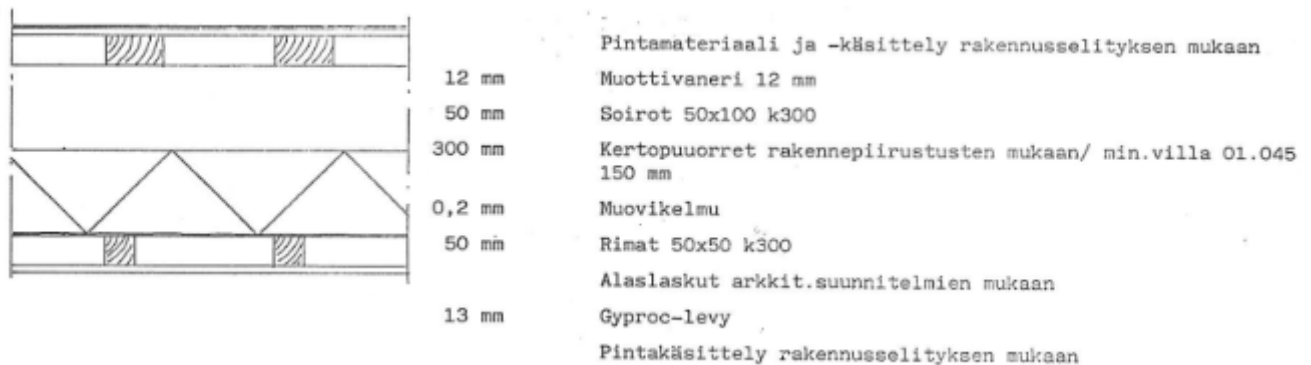 Pintamateriaali ja -käsittely rakennusselityksen mukaan
12 mm Muottivaneri 12 mm
50 mm Soirot 50x100 k300
300 mm Kertopuuorret rakennepiirustusten mukaan/ min.villa 01.045
150 mm
0,2 mm Muovikelmu
50 mm Rimat 50x50 k300
Alaslaskut arkkit.suunnitelmien mukaan
13 mm Gyproc-levy
Pintakäsittely rakennusselityksen mukaan